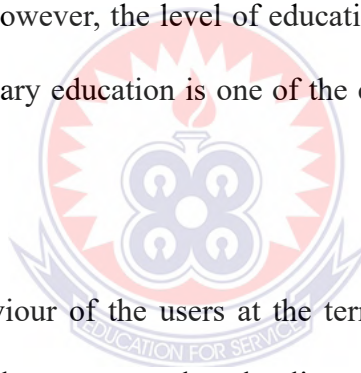 owever, the level of educati
ary education is one of the
viour of the users at the terr
EDUCATION FOR SERVICE